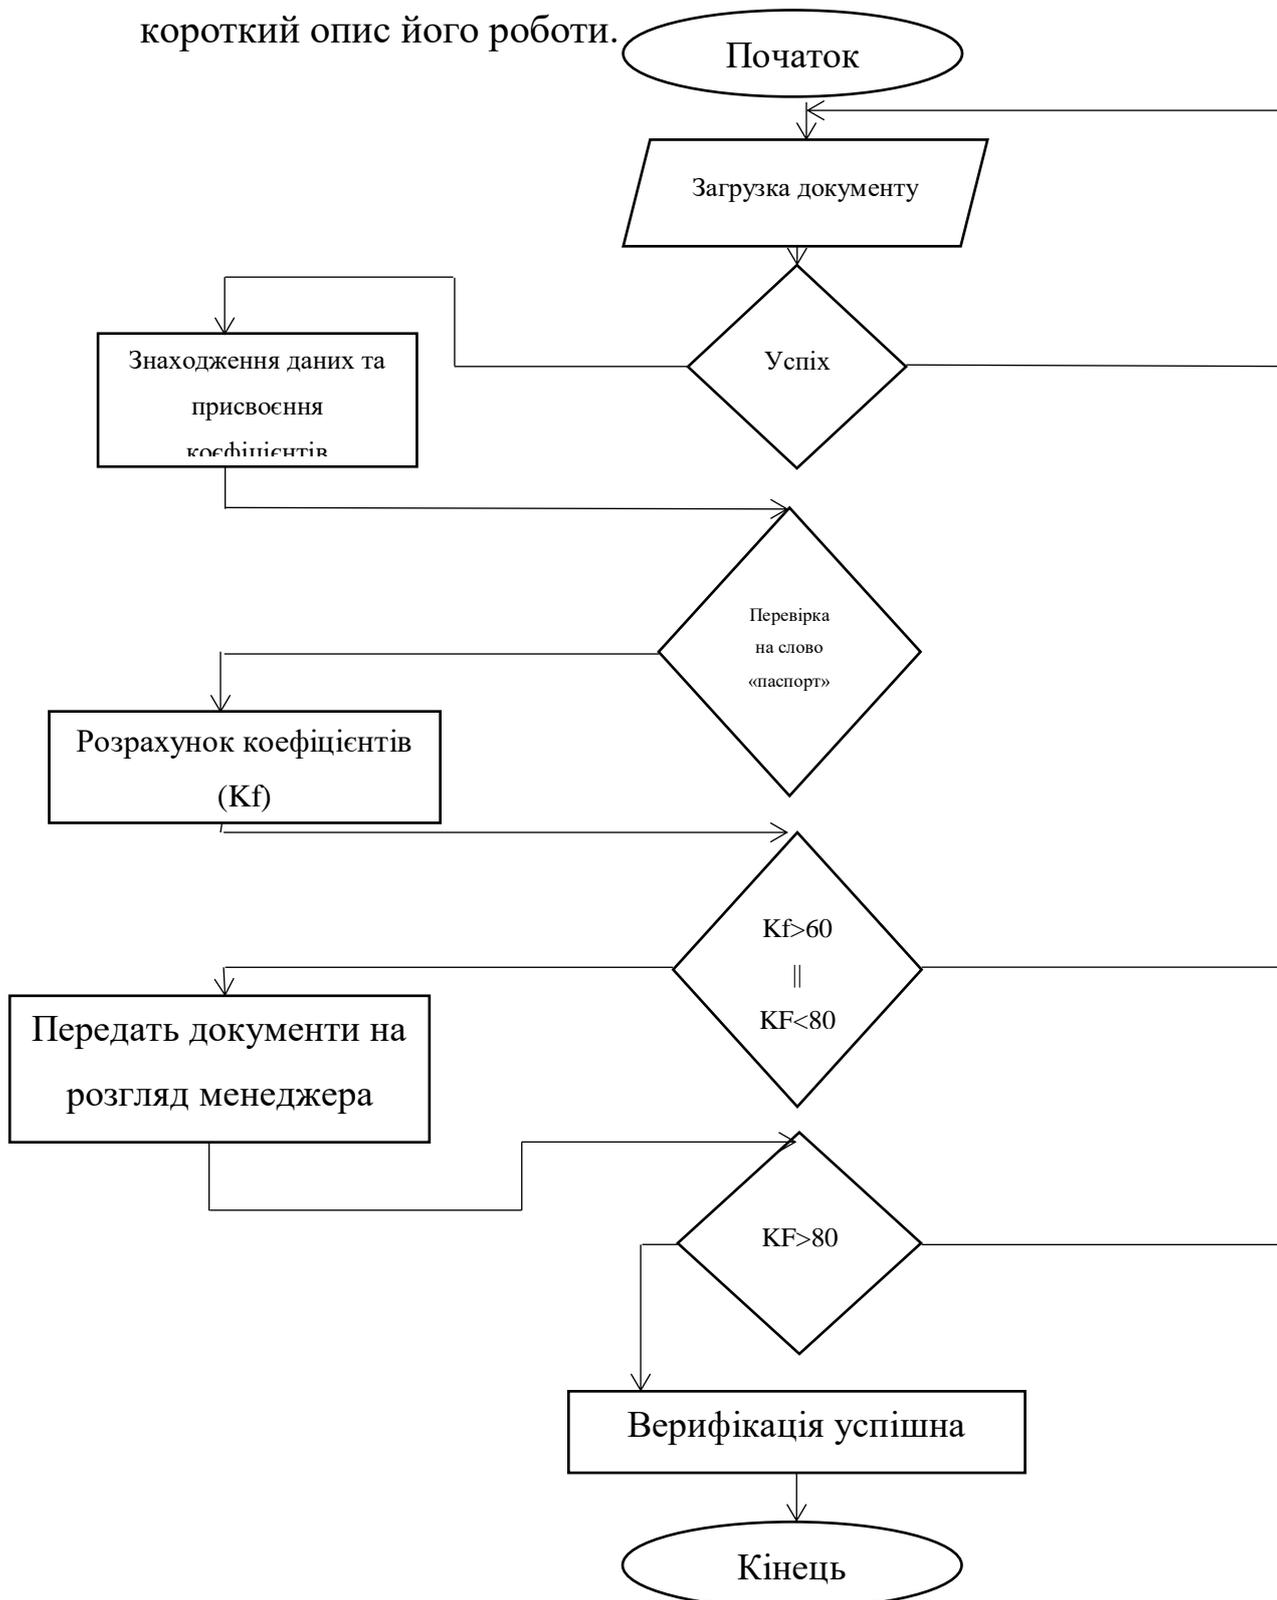 короткий опис його роботи.
Початок
Загрузка документу
Успіх
Знаходження даних та
присвоєння
коефіцієнтів
Перевірка
на слово
«паспорт»
Розрахунок коефіцієнтів
(Kf)
Kf>60
||
KF<80
Передать документи на
розгляд менеджера
KF>80
Верифікація успішна
Кінець